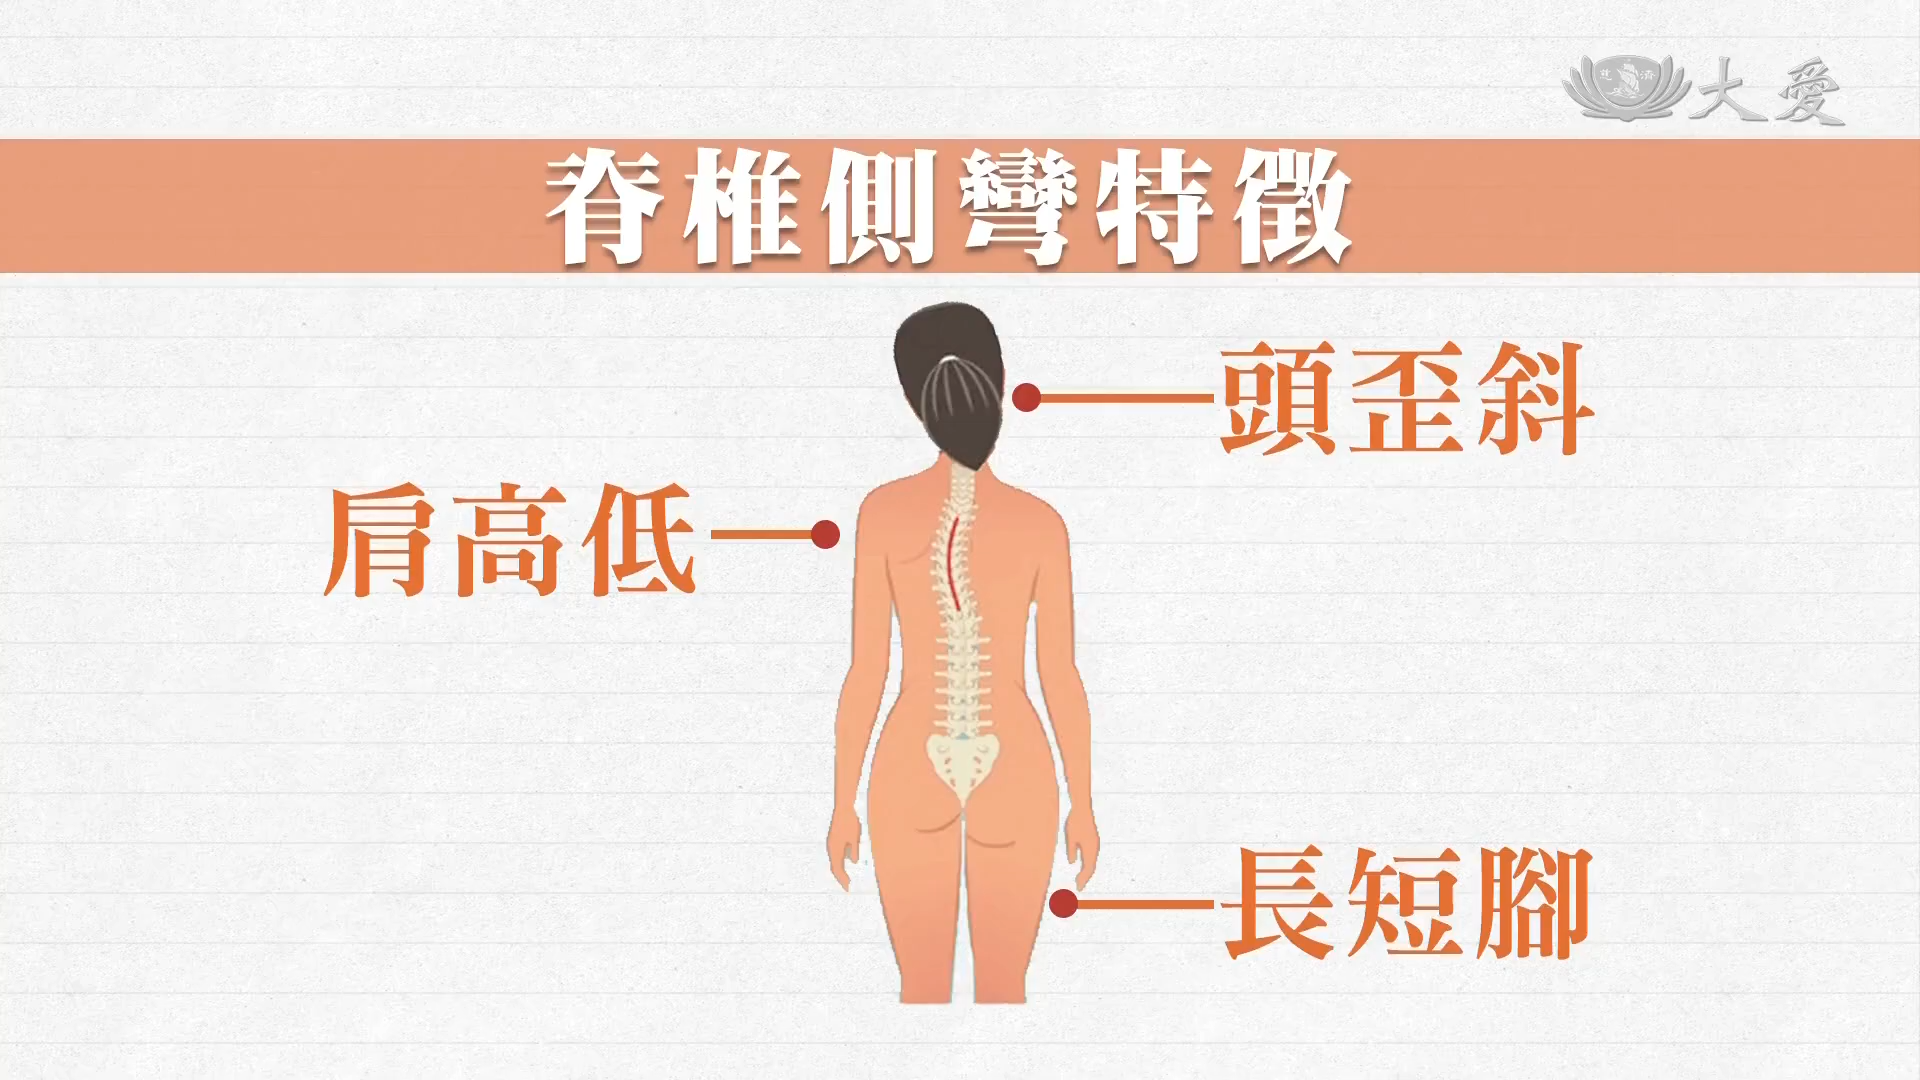 大愛
脊椎側彎特徵
頭歪斜
肩高低
長短腳